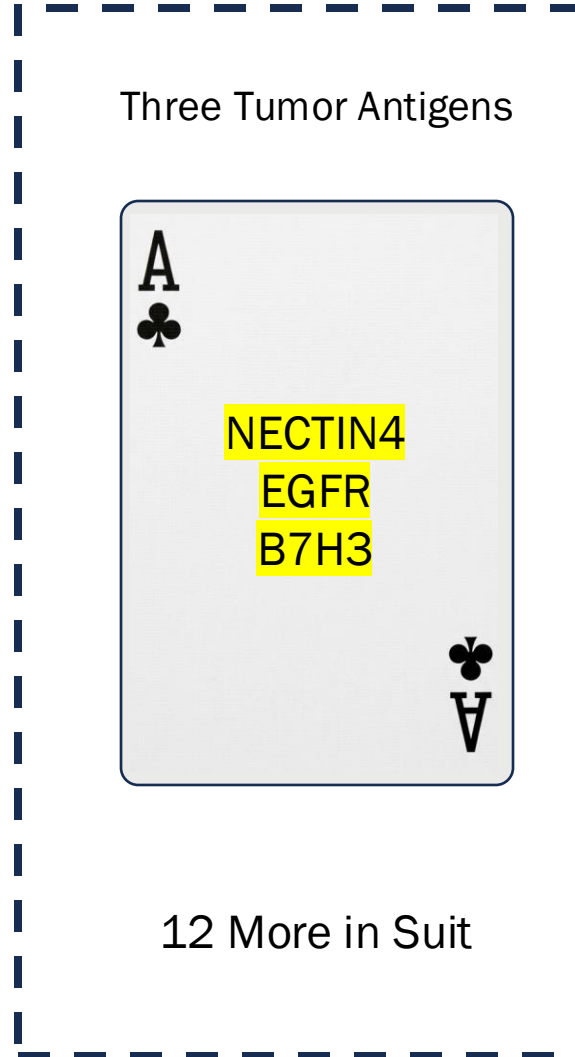 Three Tumor Antigens
A
NECTIN4
EGFR
B7H3
A
12 More in Suit